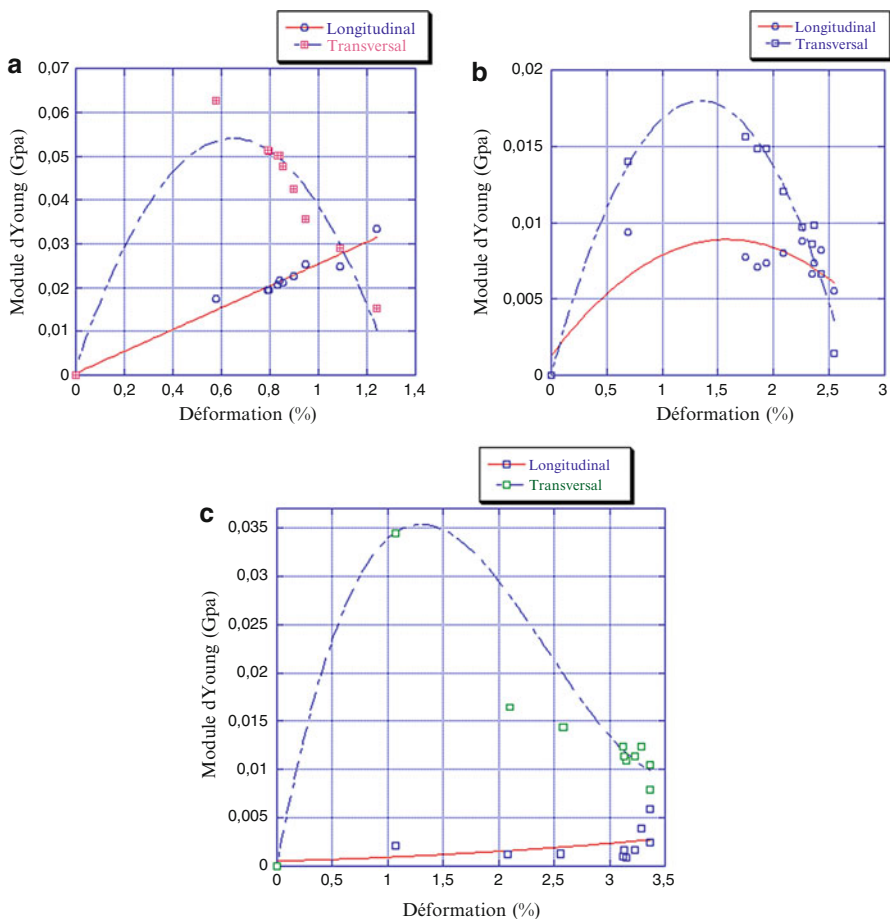 Longitudinal
Transversal
a
0,07
0,06
0,05
0,04
0,03
0,02
0,01
0
Module dYoung (Gpa)
0 0,2 0,4 0,6 0,8 1 1,2 1,4
Déformation (%)
Longitudinal
Transversal
b
0,02
0,015
0,01
0,005
0
Module dYoung (Gpa)
0 0,5 1 1,5 2 2,5 3
Déformation (%)
Longitudinal
Transversal
c
0,035
0,03
0,025
0,02
0,015
0,01
0,005
0
Module dYoung (Gpa)
0 0,5 1 1,5 2 2,5 3 3,5
Déformation (%)